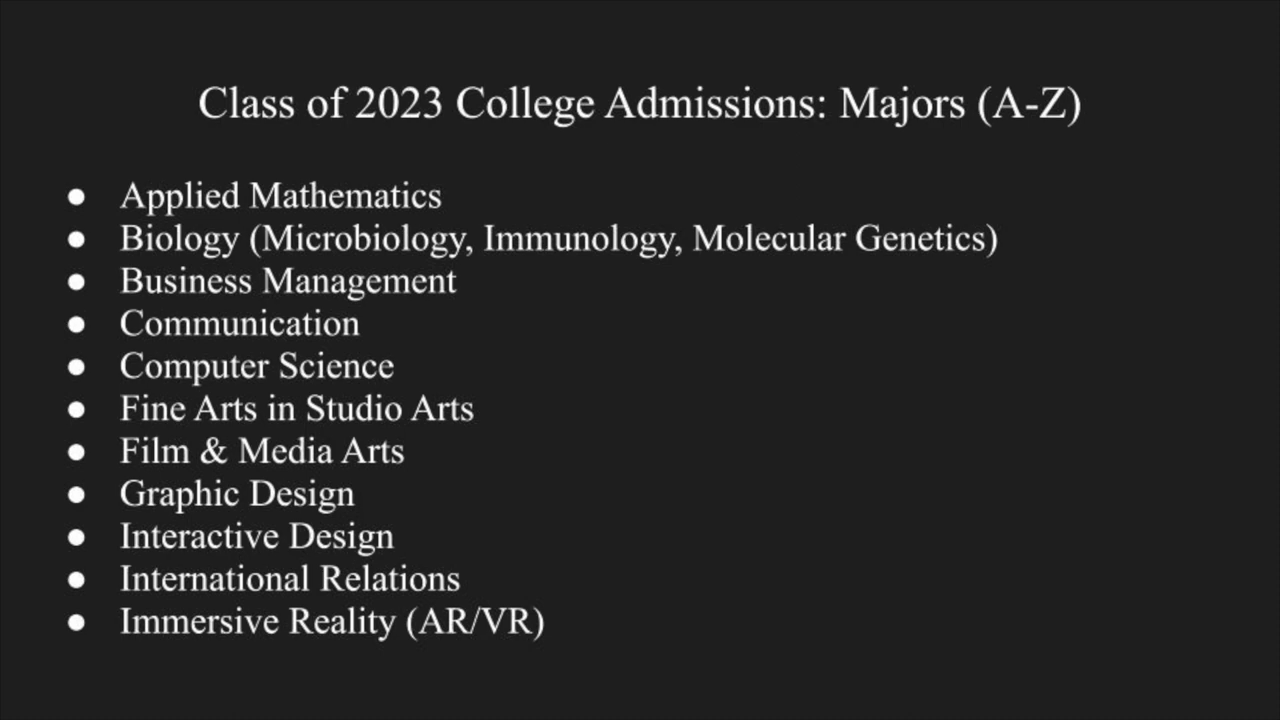 Class of 2023 College Admissions: Majors (A-Z)
● Applied Mathematics
● Biology (Microbiology, Immunology, Molecular Genetics)
● Business Management
● Communication
● Computer Science
● Fine Arts in Studio Arts
● Film & Media Arts
● Graphic Design
● Interactive Design
● International Relations
● Immersive Reality (AR/VR)